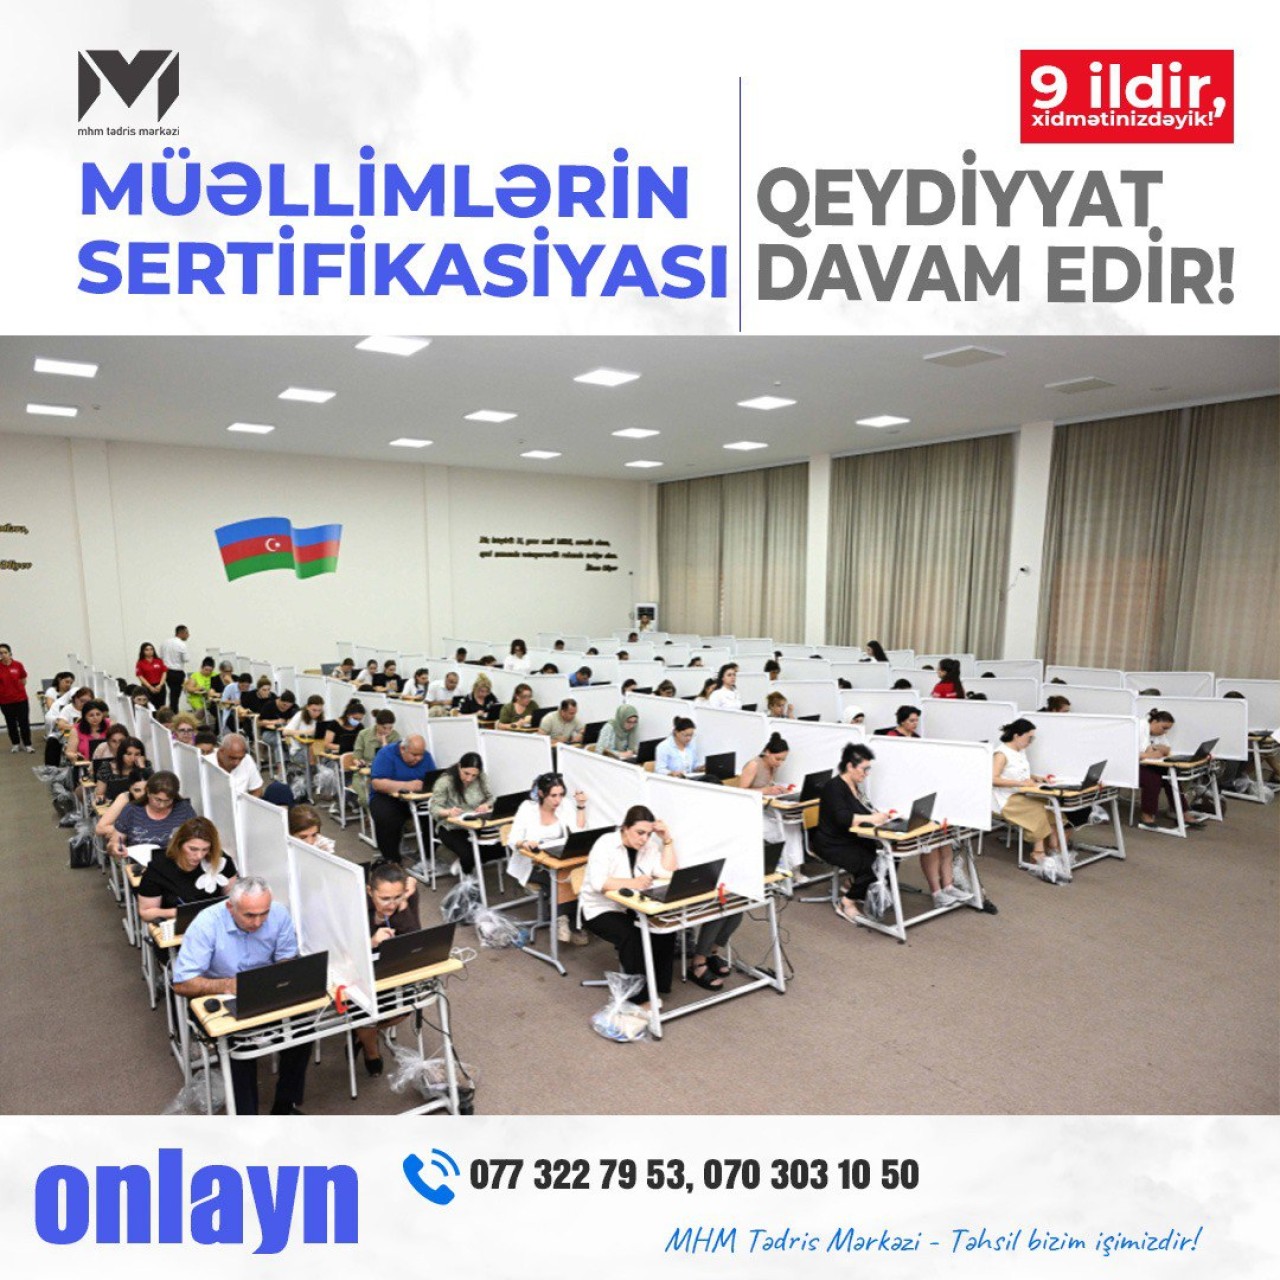 mhm tədris mərkəzi
9 ildir,
xidmətinizdəyik!
MÜƏLLİMLƏRİN
SERTİFİKASİYASI
QEYDİYYAT
DAVAM EDİR!
onlayn
077 322 79 53, 070 303 10 50
MHM Tədris Mərkəzi - Təhsil bizim işimizdir!